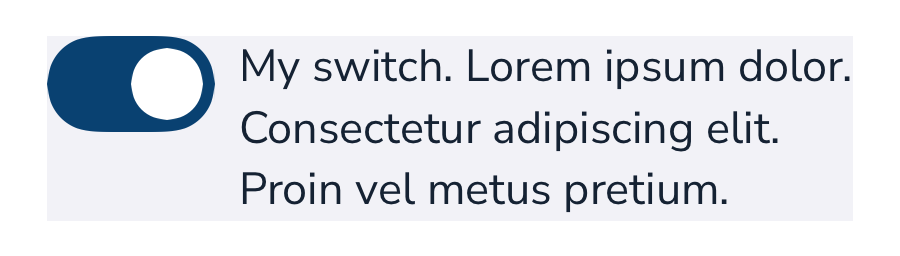 My switch. Lorem ipsum dolor.
Consectetur adipiscing elit.
Proin vel metus pretium.